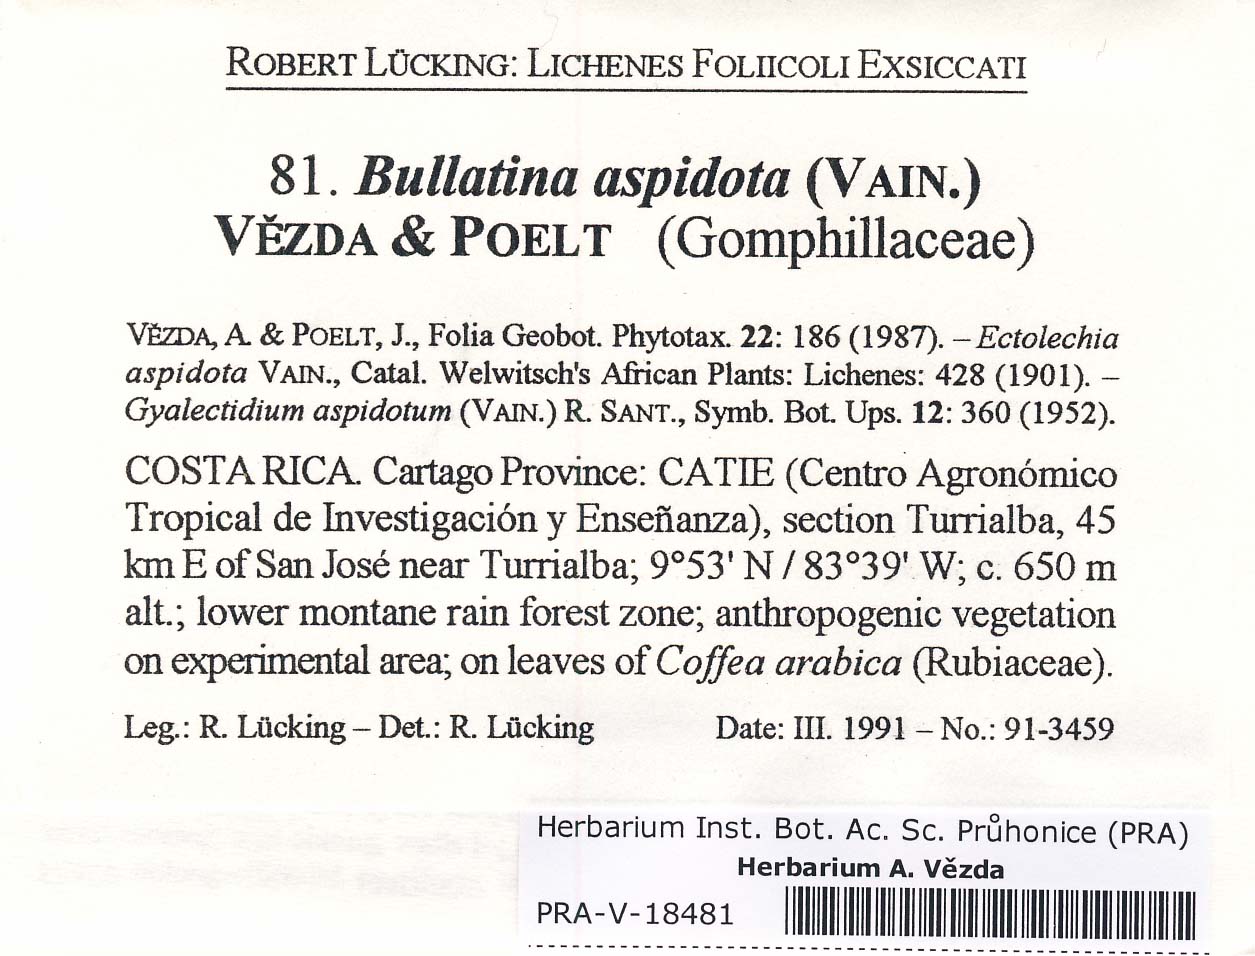 ROBERT LÜCKING: LICHENES FOLIICOLI EXSICCATI
81. Bullatina aspidota (VAIN.)
VĚZDA & POELT (Gomphillaceae)
VĚZDA, A. & POELT, J., Folia Geobot. Phytotax. 22: 186 (1987). – Ectolechia
aspidota VAIN., Catal. Welwitsch's African Plants: Lichenes: 428 (1901). –
Gyalectidium aspidotum (VAIN.) R. SANT., Symb. Bot. Ups. 12: 360 (1952).
COSTA RICA. Cartago Province: CATIE (Centro Agronómico
Tropical de Investigación y Enseñanza), section Turrialba, 45
km E of San José near Turrialba; 9°53' N / 83°39' W; c. 650 m
alt.; lower montane rain forest zone; anthropogenic vegetation
on experimental area; on leaves of Coffea arabica (Rubiaceae).
Leg.: R. Lücking – Det.: R. Lücking Date: III. 1991 – No.: 91-3459
Herbarium Inst. Bot. Ac. Sc. Průhonice (PRA)
Herbarium A. Vězda
PRA-V-18481